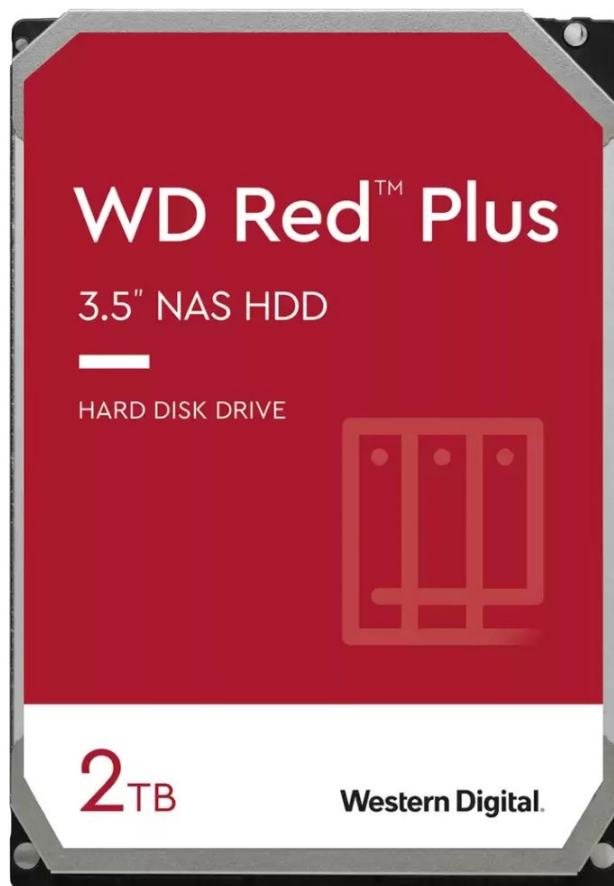 WD Red™ Plus
3.5" NAS HDD
HARD DISK DRIVE
2TB
Western Digital.